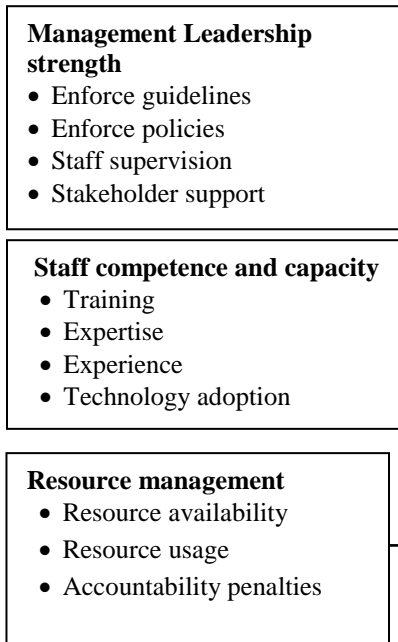 Management Leadership
strength
• Enforce guidelines
• Enforce policies
• Staff supervision
• Stakeholder support
Staff competence and capacity
• Training
• Expertise
• Experience
• Technology adoption
Resource management
• Resource availability
• Resource usage
• Accountability penalties